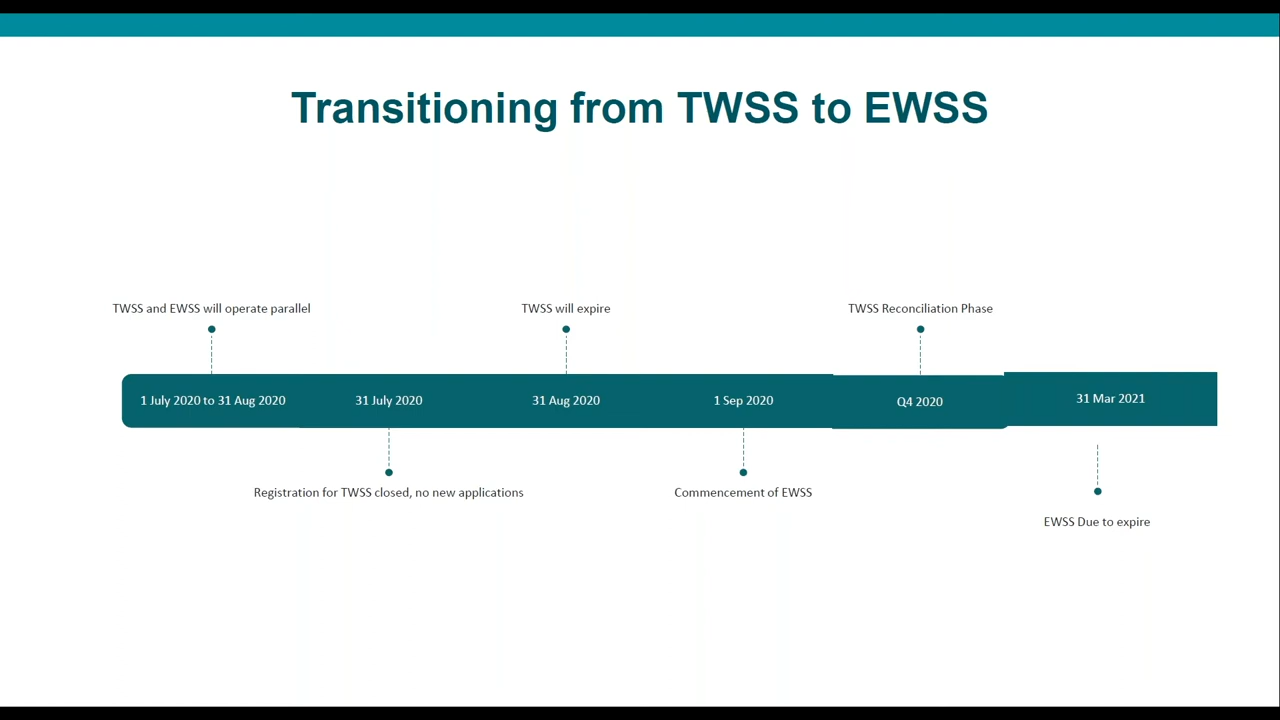 Transitioning from TWSS to EWSS
TWSS and EWSS will operate parallel
TWSS will expire
TWSS Reconciliation Phase
1 July 2020 to 31 Aug 2020
31 July 2020
31 Aug 2020
1 Sep 2020
Q4 2020
31 Mar 2021
Registration for TWSS closed, no new applications
Commencement of EWSS
EWSS Due to expire